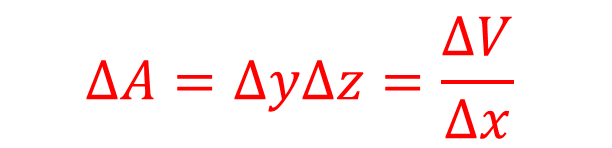 ΔA = ΔyΔz = ΔV/Δx